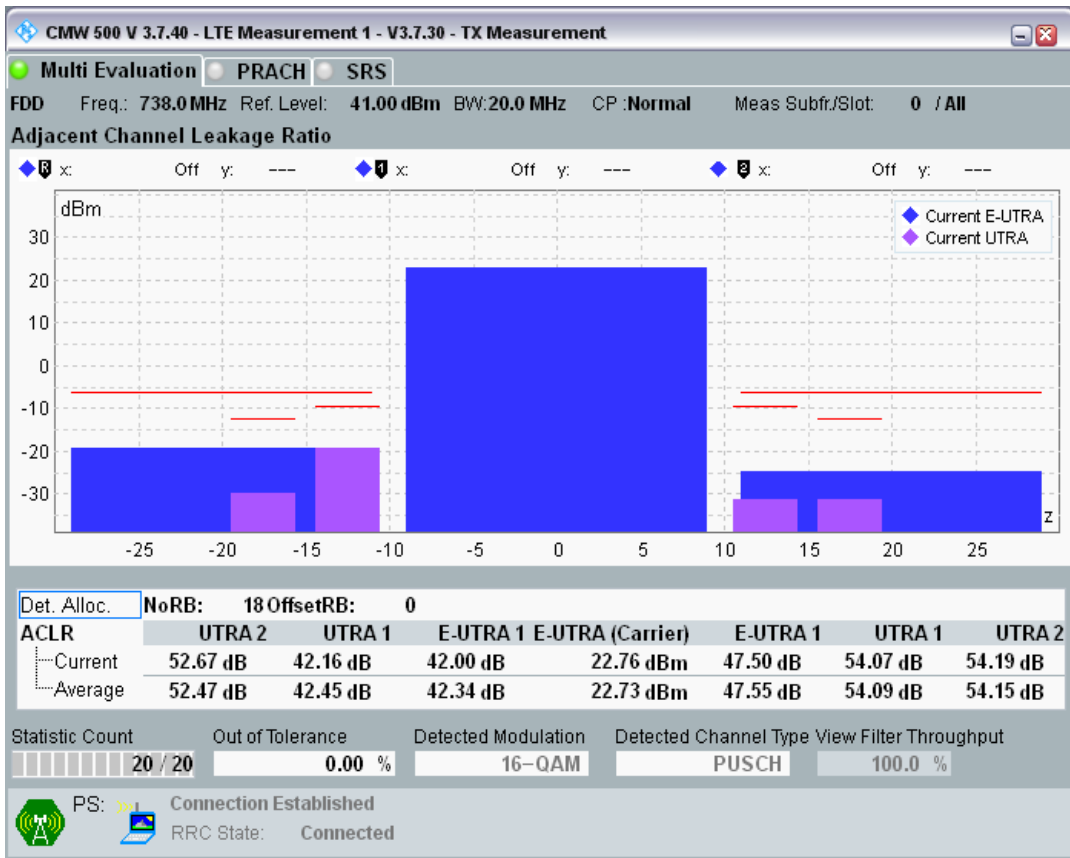 CMW 500 V 3.7.40 - LTE Measurement 1 - V3.7.30 - TX Measurement
Multi Evaluation PRACH SRS
FDD Freq.: 738.0 MHz Ref. Level: 41.00 dBm BW: 20.0 MHz CP :Normal Meas Subfr./Slot: 0 / All
Adjacent Channel Leakage Ratio
R x: Off y: --- 1 x: Off y: --- 2 x: Off y: ---
dBm
Current E-UTRA
Current UTRA
30
20
10
0
-10
-20
-30
z
-25 -20 -15 -10 -5 0 5 10 15 20 25
Det. Alloc. NoRB: 18 OffsetRB: 0
ACLR UTRA 2 UTRA 1 E-UTRA 1 E-UTRA (Carrier) E-UTRA 1 UTRA 1 UTRA 2
Current 52.67 dB 42.16 dB 42.00 dB 22.76 dBm 47.50 dB 54.07 dB 54.19 dB
Average 52.47 dB 42.45 dB 42.34 dB 22.73 dBm 47.55 dB 54.09 dB 54.15 dB
Statistic Count Out of Tolerance Detected Modulation Detected Channel Type View Filter Throughput
20 / 20 0.00 % 16-QAM PUSCH 100.0 %
PS: Connection Established
RRC State: Connected